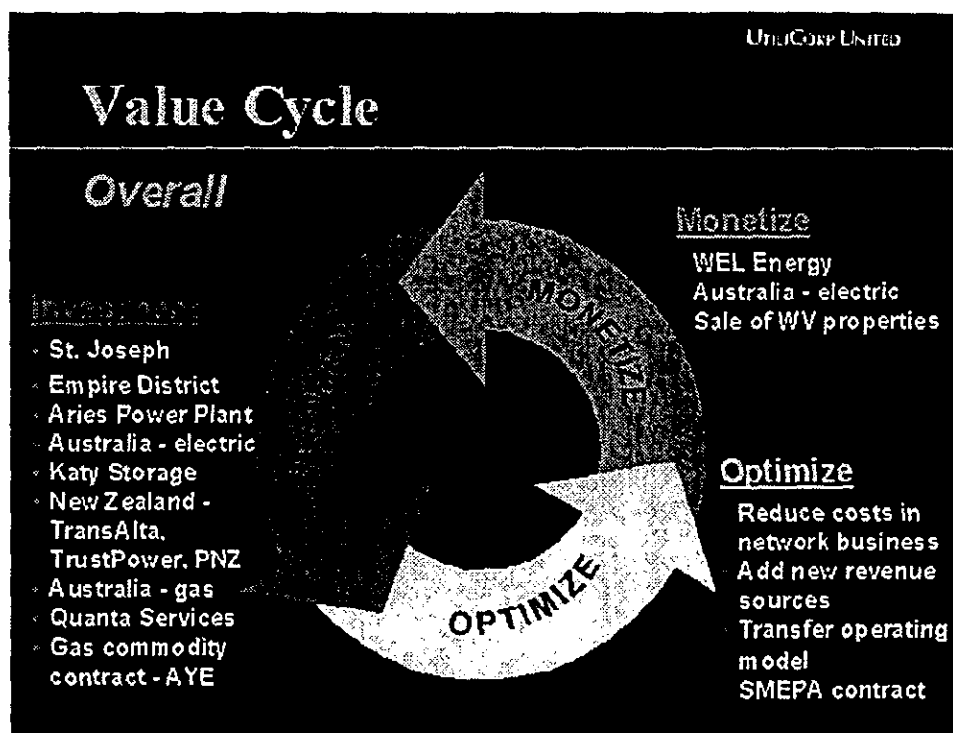 UTILICORP UNITED
Value Cycle
Overall
Monetize
WEL Energy
Australia - electric
Sale of WV properties
MONETIZE
St. Joseph
Empire District
Aries Power Plant
Australia - electric
Katy Storage
New Zealand -
TransAlta,
TrustPower, PNZ
Australia - gas
Quanta Services
Gas commodity
contract - AYE
OPTIMIZE
Optimize
Reduce costs in
network business
Add new revenue
sources
Transfer operating
model
SMEPA contract